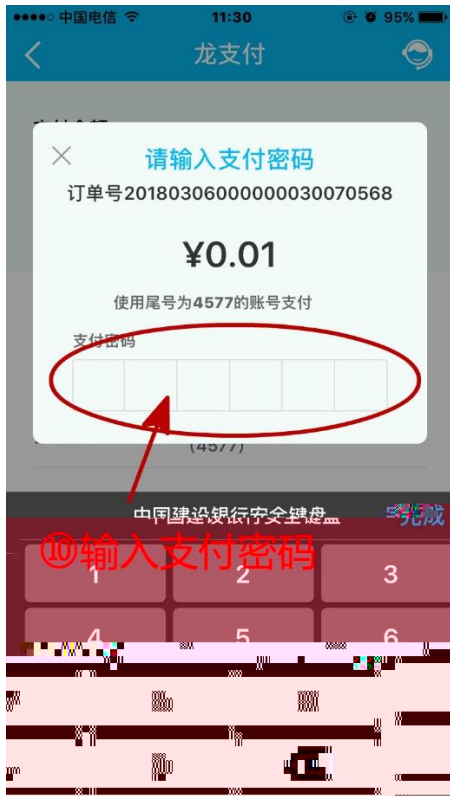 中国电信 11:30 95%
龙支付
请输入支付密码
订单号20180306000000030070568
¥0.01
使用尾号为4577的账号支付
支付密码
(4577)
中国建设银行安全键盘 完成
⑩输入支付密码
1 2 3
4 5 6